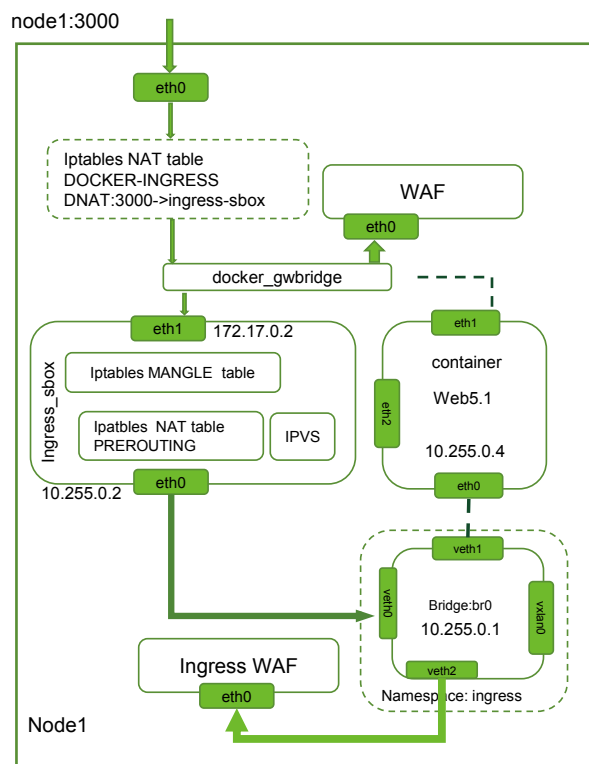 node1:3000
eth0
Iptables NAT table
DOCKER-INGRESS
DNAT:3000->ingress-sbox
WAF
eth0
docker_gwbridge
eth1
172.17.0.2
Ingress_sbox
Iptables MANGLE table
Ipatbles NAT table
PREROUTING
IPVS
eth0
10.255.0.2
eth1
container
Web5.1
eth2
10.255.0.4
eth0
veth1
veth0
Bridge:br0
10.255.0.1
vxlan0
veth2
Namespace: ingress
Ingress WAF
eth0
Node1